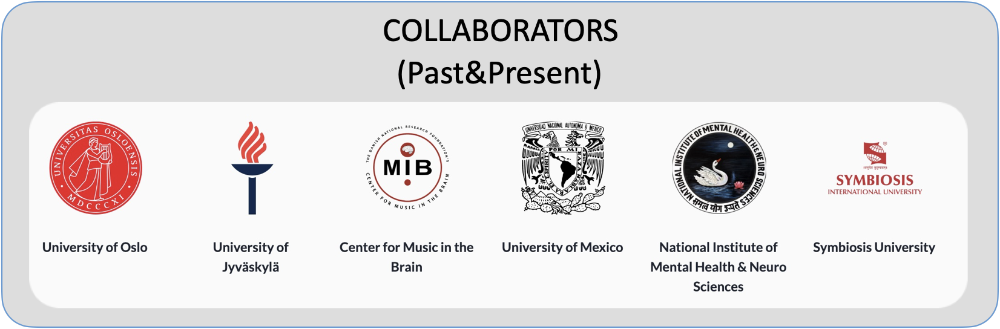 COLLABORATORS
(Past&Present)
UNIVERSITAS OSLOENSIS
MDCCCXI
THE DANISH NATIONAL RESEARCH FOUNDATION'S
MIB
CENTER FOR MUSIC IN THE BRAIN
UNIVERSIDAD NACIONAL AUTONOMA D MEXICO
POR MI RAZA HABLARA EL ESPIRITU
NATIONAL INSTITUTE OF MENTAL HEALTH & NEURO SCIENCES
समत्वं योग उच्यते
®
SYMBIOSIS
INTERNATIONAL UNIVERSITY
University of Oslo
University of
Jyväskylä
Center for Music in the
Brain
University of Mexico
National Institute of
Mental Health & Neuro
Sciences
Symbiosis University